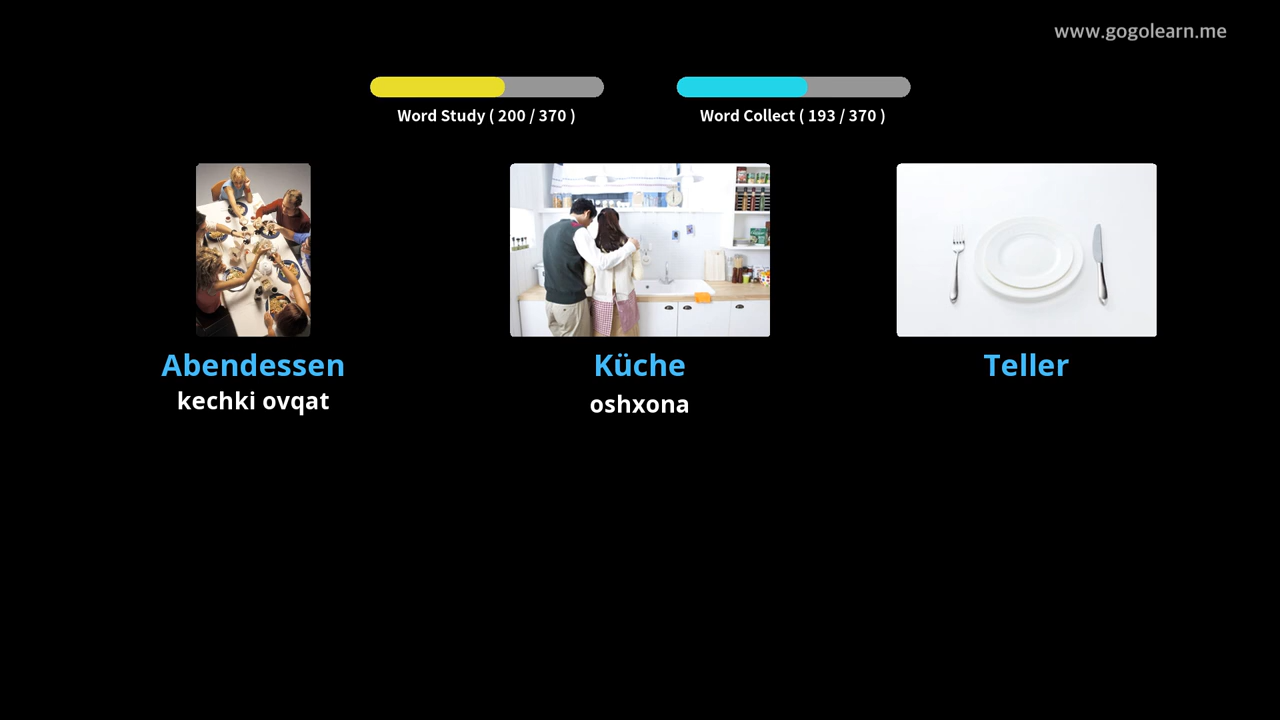 www.gogolearn.me
Word Study ( 200 / 370 )
Word Collect ( 193 / 370 )
Abendessen
kechki ovqat
Küche
oshxona
Teller